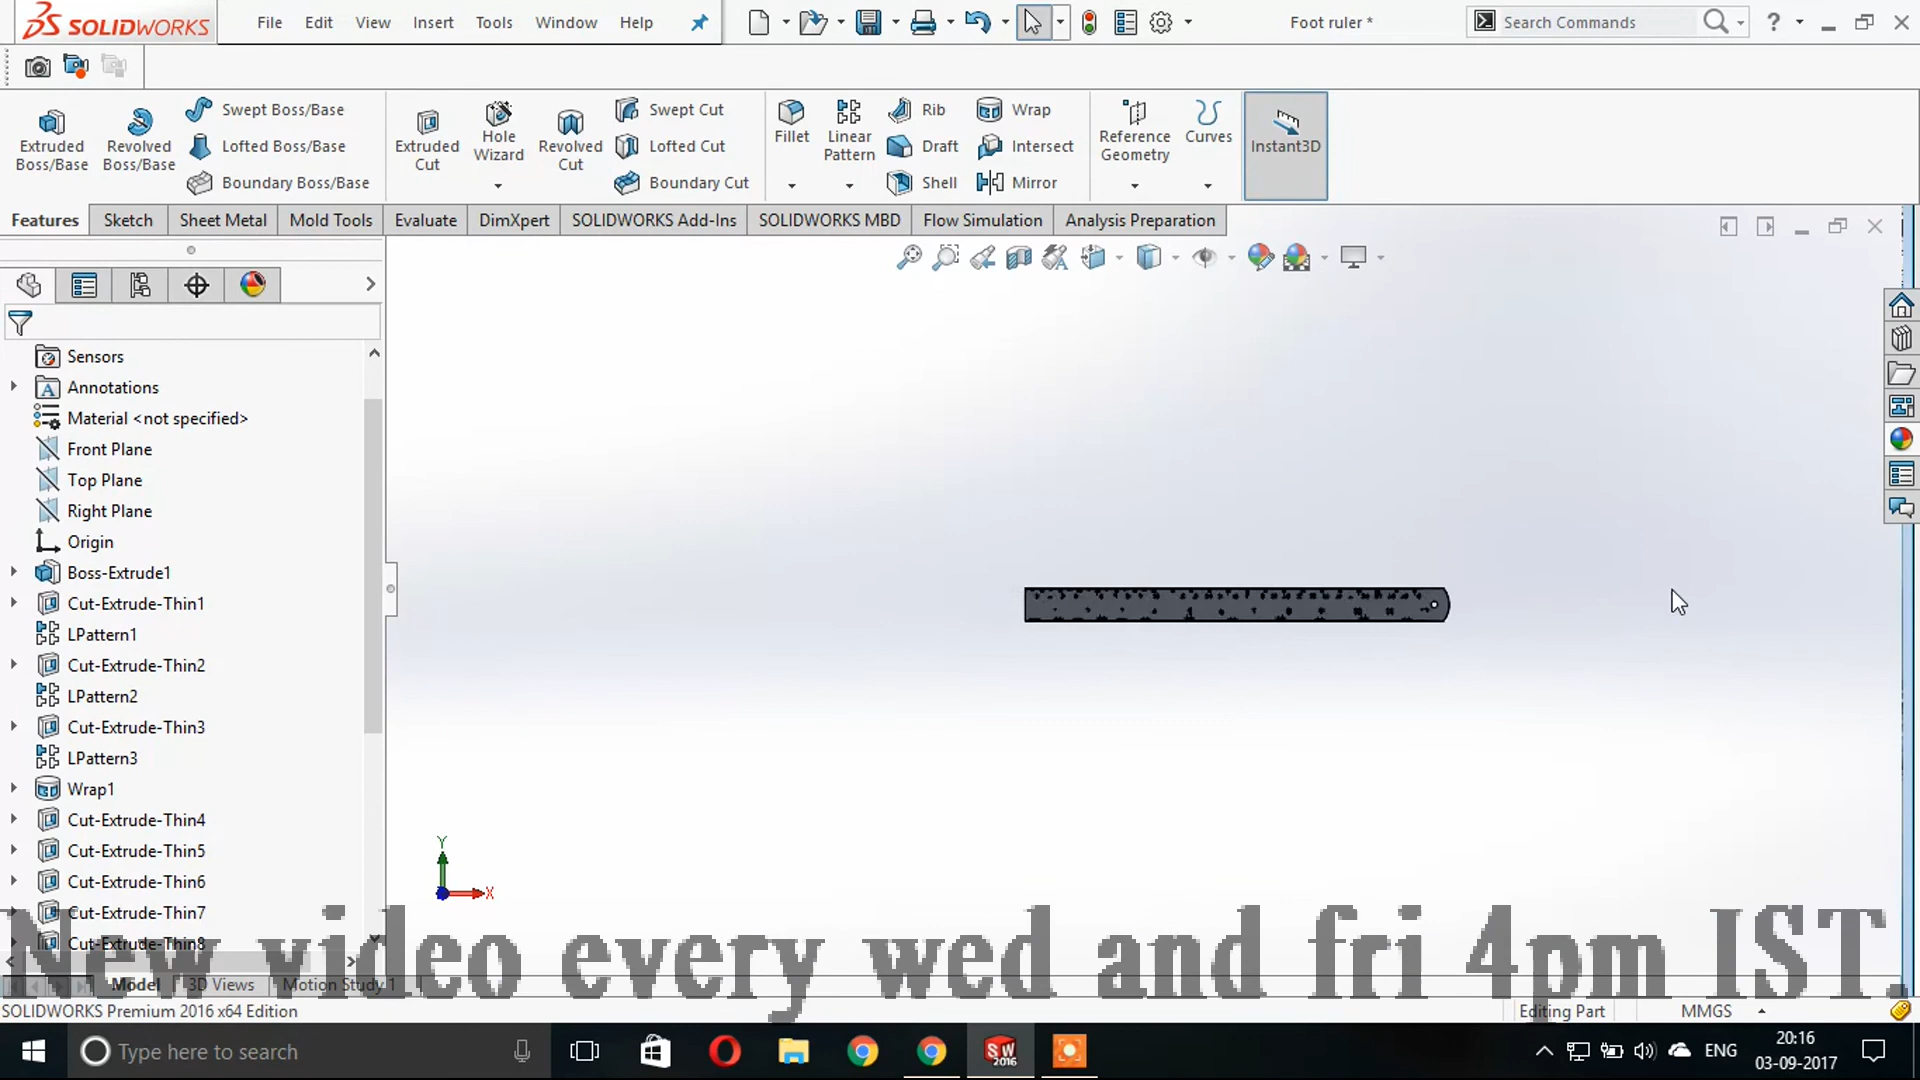 SOLIDWORKS File Edit View Insert Tools Window Help Foot ruler * Search Commands ?
Extruded Boss/Base
Revolved Boss/Base
Swept Boss/Base
Lofted Boss/Base
Boundary Boss/Base
Extruded Cut
Hole Wizard
Revolved Cut
Swept Cut
Lofted Cut
Boundary Cut
Fillet
Linear Pattern
Rib
Draft
Shell
Wrap
Intersect
Mirror
Reference Geometry
Curves
Instant3D
Features Sketch Sheet Metal Mold Tools Evaluate DimXpert SOLIDWORKS Add-Ins SOLIDWORKS MBD Flow Simulation Analysis Preparation
Sensors
Annotations
Material <not specified>
Front Plane
Top Plane
Right Plane
Origin
Boss-Extrude1
Cut-Extrude-Thin1
LPattern1
Cut-Extrude-Thin2
LPattern2
Cut-Extrude-Thin3
LPattern3
Wrap1
Cut-Extrude-Thin4
Cut-Extrude-Thin5
Cut-Extrude-Thin6
Cut-Extrude-Thin7
Cut-Extrude-Thin8
Y
X
New video every wed and fri 4pm IST.
Model 3D Views Motion Study 1
SOLIDWORKS Premium 2016 x64 Edition Editing Part MMGS
Type here to search SW 2016 ENG 20:16
03-09-2017